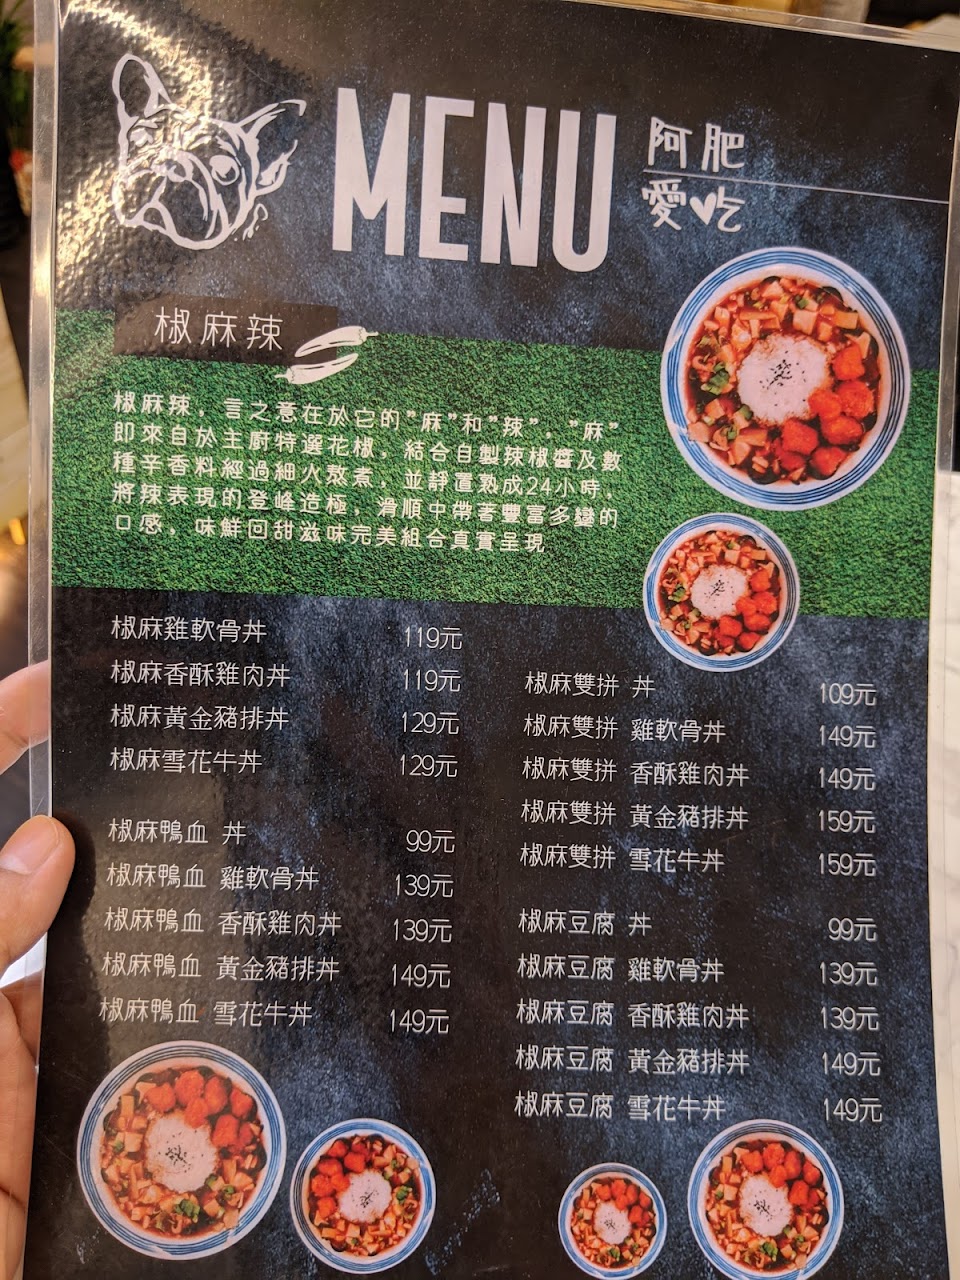 MENU
阿肥
愛吃
椒麻辣
椒麻辣，言之意在於它的"麻"和"辣"，"麻"
即來自於主廚特選花椒，結合自製辣椒醬及數
種辛香料經過細火熬煮，並靜置熟成24小時，
將辣表現的登峰造極，滑順中帶著豐富多變的
口感，味鮮回甜滋味完美組合真實呈現
椒麻雞軟骨丼 119元
椒麻香酥雞肉丼 119元
椒麻黃金豬排丼 129元
椒麻雪花牛丼 129元
椒麻鴨血 丼 99元
椒麻鴨血 雞軟骨丼 139元
椒麻鴨血 香酥雞肉丼 139元
椒麻鴨血 黃金豬排丼 149元
椒麻鴨血 雪花牛丼 149元
椒麻雙拼 丼 109元
椒麻雙拼 雞軟骨丼 149元
椒麻雙拼 香酥雞肉丼 149元
椒麻雙拼 黃金豬排丼 159元
椒麻雙拼 雪花牛丼 159元
椒麻豆腐 丼 99元
椒麻豆腐 雞軟骨丼 139元
椒麻豆腐 香酥雞肉丼 139元
椒麻豆腐 黃金豬排丼 149元
椒麻豆腐 雪花牛丼 149元